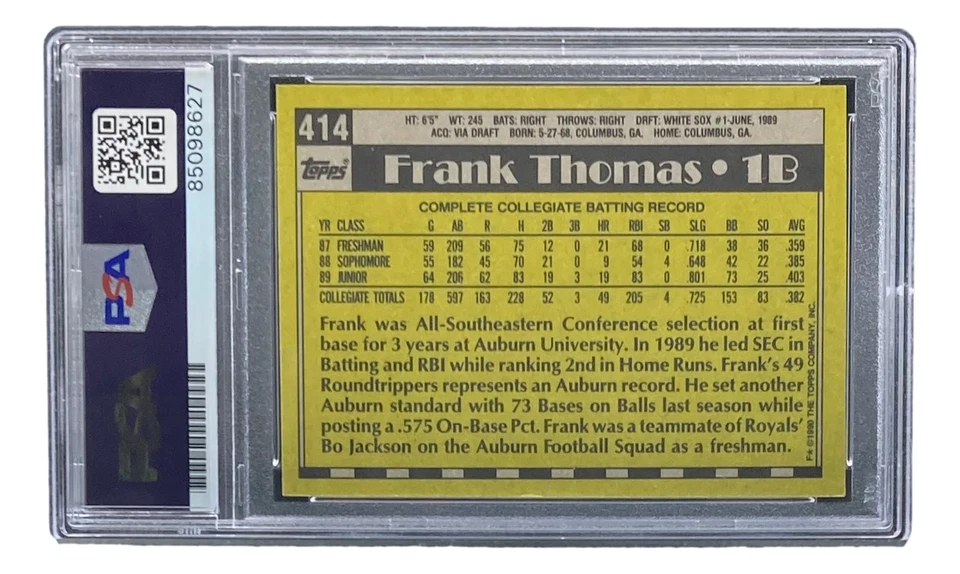 85098627
PSA
414
HT: 6'5" WT: 245 BATS: RIGHT THROWS: RIGHT DRFT: WHITE SOX #1-JUNE, 1989
ACQ: VIA DRAFT BORN: 5-27-68, COLUMBUS, GA. HOME: COLUMBUS, GA.
Topps® Frank Thomas • 1B
COMPLETE COLLEGIATE BATTING RECORD
YR CLASS G AB R H 2B 3B HR RBI SB SLG BB SO AVG
87 FRESHMAN 59 209 56 75 12 0 21 68 0 .718 38 36 .359
88 SOPHOMORE 55 182 45 70 21 0 9 54 4 .648 42 22 .385
89 JUNIOR 64 206 62 83 19 3 19 83 0 .801 73 25 .403
COLLEGIATE TOTALS 178 597 163 228 52 3 49 205 4 .725 153 83 .382
Frank was All-Southeastern Conference selection at first
base for 3 years at Auburn University. In 1989 he led SEC in
Batting and RBI while ranking 2nd in Home Runs. Frank's 49
Roundtrippers represents an Auburn record. He set another
Auburn standard with 73 Bases on Balls last season while
posting a .575 On-Base Pct. Frank was a teammate of Royals'
Bo Jackson on the Auburn Football Squad as a freshman.
F* © 1990 THE TOPPS COMPANY, INC.